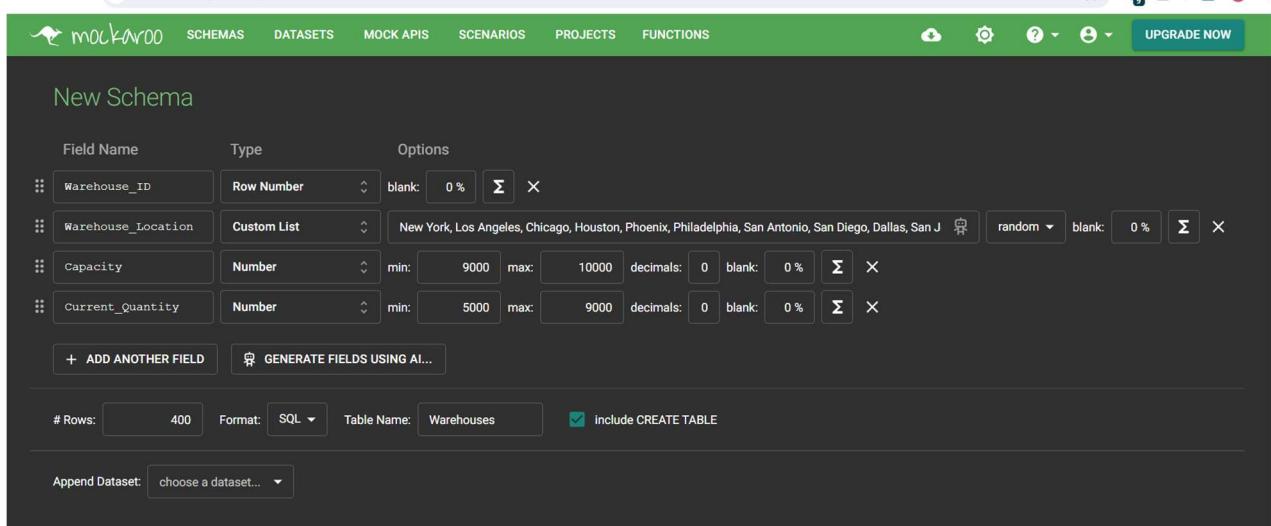 mockaroo SCHEMAS DATASETS MOCK APIS SCENARIOS PROJECTS FUNCTIONS UPGRADE NOW
New Schema
Field Name Type Options
Warehouse_ID Row Number blank: 0 % Σ ×
Warehouse_Location Custom List New York, Los Angeles, Chicago, Houston, Phoenix, Philadelphia, San Antonio, San Diego, Dallas, San J random blank: 0 % Σ ×
Capacity Number min: 9000 max: 10000 decimals: 0 blank: 0 % Σ ×
Current_Quantity Number min: 5000 max: 9000 decimals: 0 blank: 0 % Σ ×
+ ADD ANOTHER FIELD GENERATE FIELDS USING AI...
# Rows: 400 Format: SQL Table Name: Warehouses include CREATE TABLE
Append Dataset: choose a dataset...